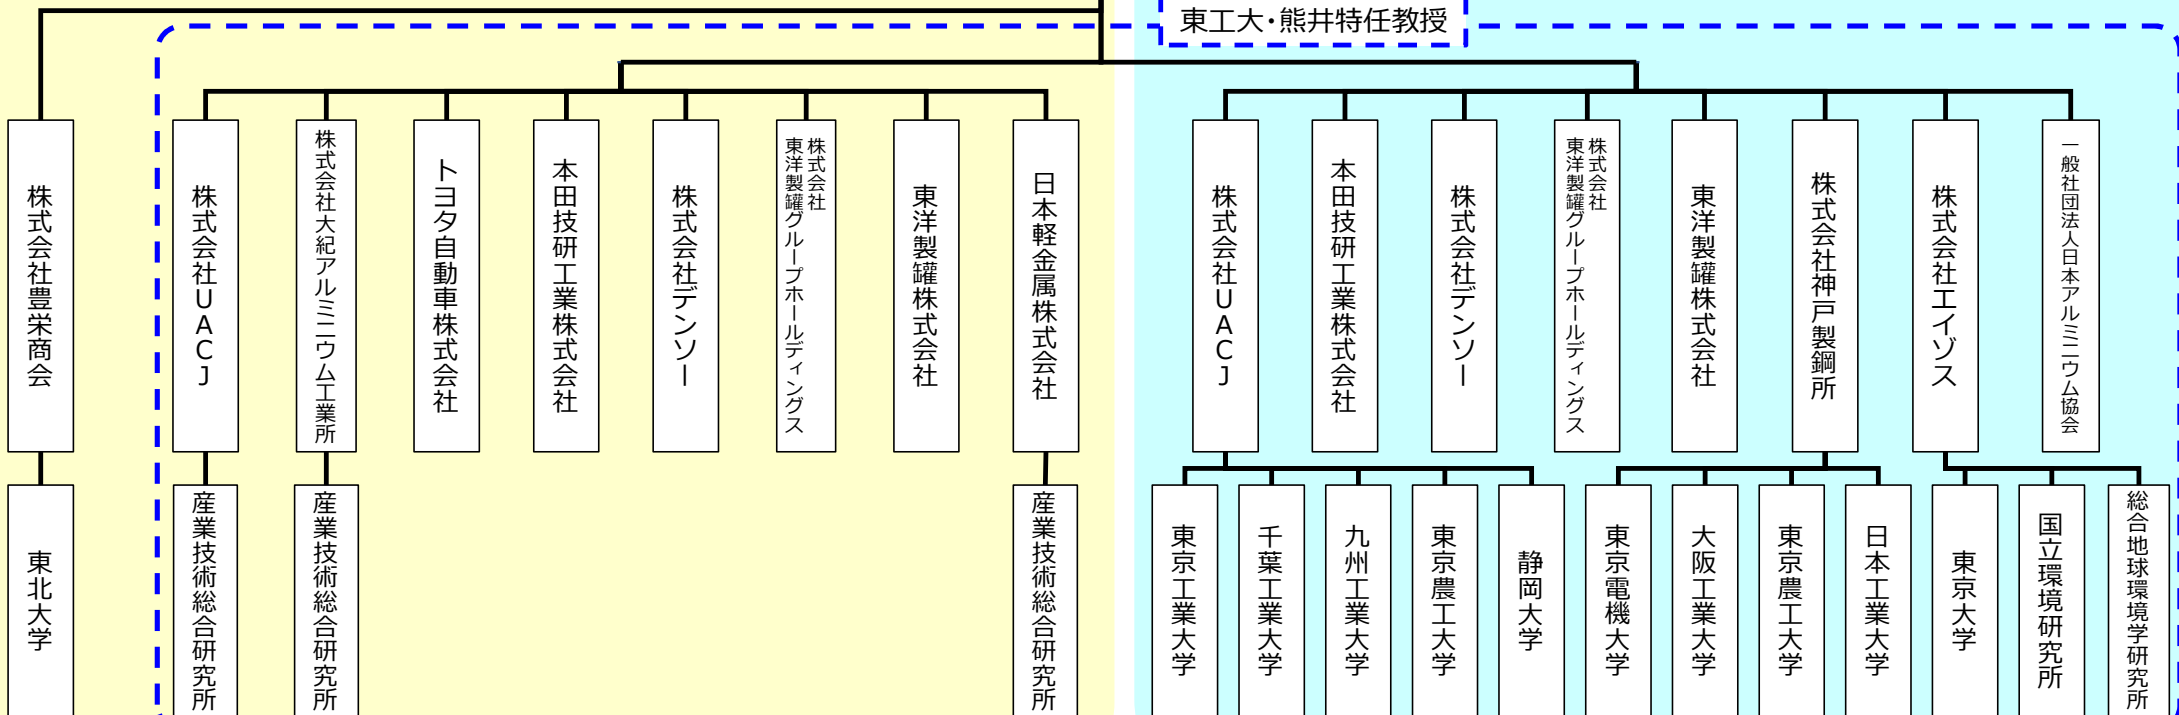 東工大・熊井特任教授
株式会社豊栄商会
株式会社UACJ
株式会社大紀アルミニウム工業所
トヨタ自動車株式会社
本田技研工業株式会社
株式会社デンソー
株式会社
東洋製罐グループホールディングス
東洋製罐株式会社
日本軽金属株式会社
株式会社UACJ
本田技研工業株式会社
株式会社デンソー
株式会社
東洋製罐グループホールディングス
東洋製罐株式会社
株式会社神戸製鋼所
株式会社エイゾス
一般社団法人日本アルミニウム協会
東北大学
産業技術総合研究所
産業技術総合研究所
産業技術総合研究所
東京工業大学
千葉工業大学
九州工業大学
東京農工大学
静岡大学
東京電機大学
大阪工業大学
東京農工大学
日本工業大学
東京大学
国立環境研究所
総合地球環境学研究所